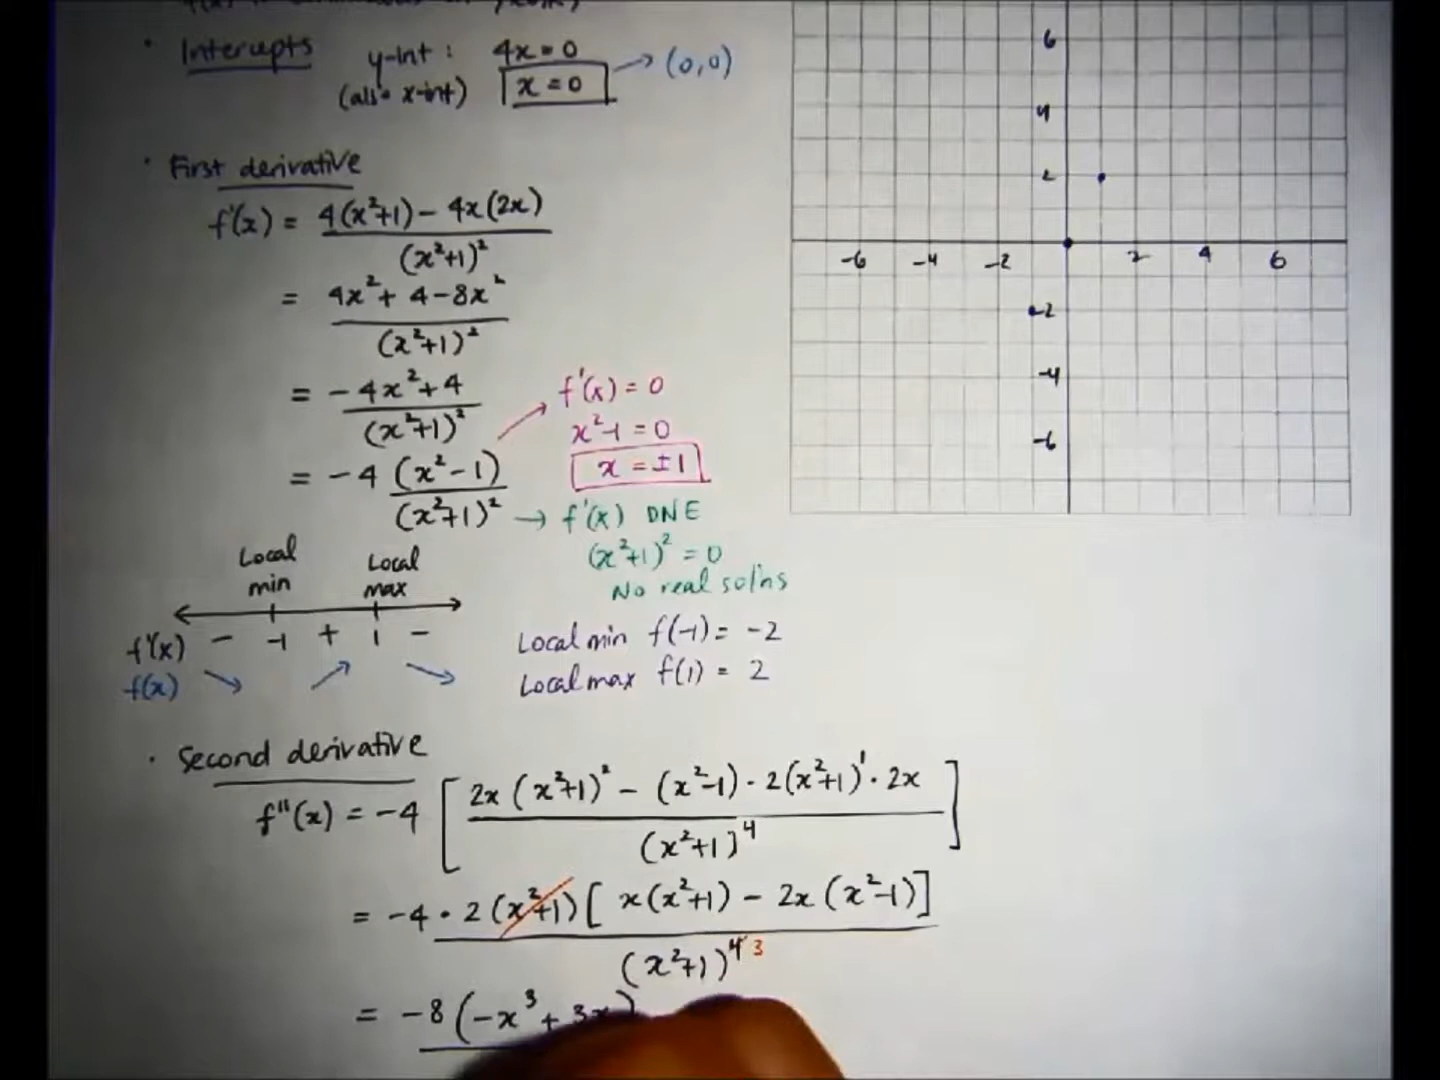 · Intercepts y-int: 4x=0
(also x-int) x=0 → (0,0)
· First derivative
f'(x) = 4(x²+1) - 4x(2x) / (x²+1)²
= 4x² + 4 - 8x² / (x²+1)²
= -4x² + 4 / (x²+1)²
= -4 (x² - 1) / (x²+1)²
→ f'(x) = 0
x²-1 = 0
x = ±1
→ f'(x) DNE
(x²+1)² = 0
No real sol'ns
Local min Local max
f'(x) - -1 + 1 -
f(x)
Local min f(-1) = -2
Local max f(1) = 2
· Second derivative
f''(x) = -4 [ 2x (x²+1)² - (x²-1) · 2(x²+1)¹ · 2x / (x²+1)⁴ ]
= -4 · 2 (x²+1) [ x(x²+1) - 2x (x²-1) ] / (x²+1)⁴ ³
= -8 (-x³ + 3x)
6
4
2
-6 -4 -2 2 4 6
-2
-4
-6